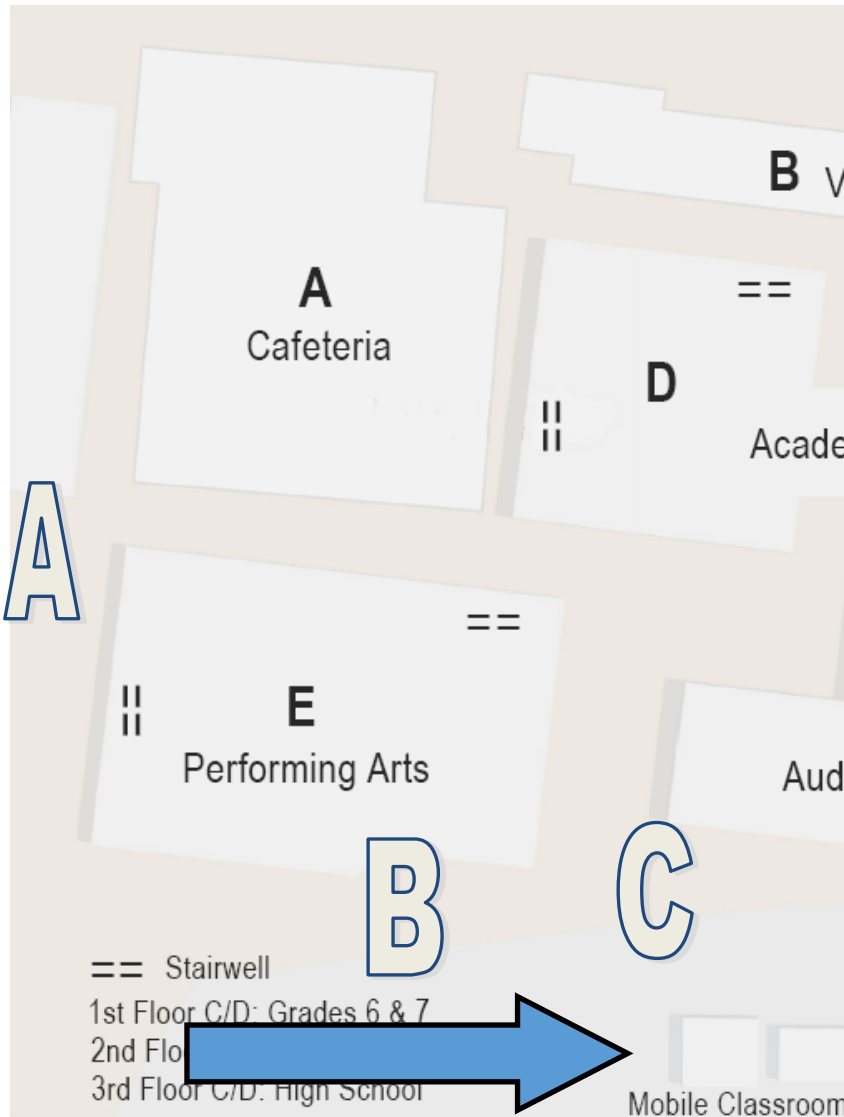 B V
A
Cafeteria
D
Acade
A
E
Performing Arts
Aud
B
C
== Stairwell
1st Floor C/D: Grades 6 & 7
2nd Flo
3rd Floor C/D: High School
Mobile Classroom